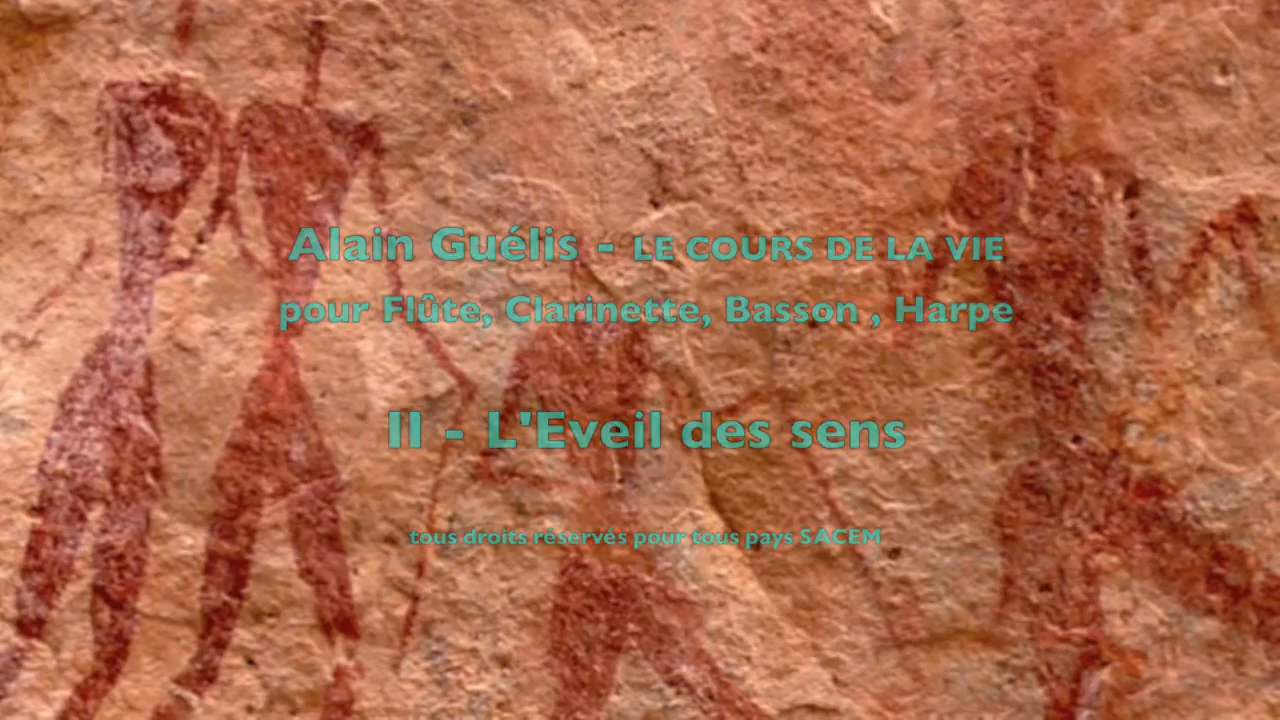 Alain Guélis - LE COURS DE LA VIE
pour Flûte, Clarinette, Basson , Harpe
II - L'Eveil des sens
tous droits réservés pour tous pays SACEM